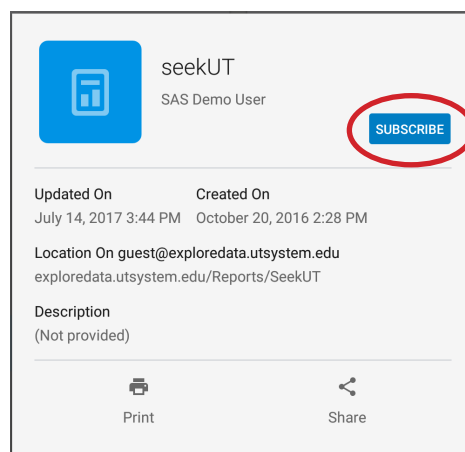 seekUT
SAS Demo User
SUBSCRIBE
Updated On Created On
July 14, 2017 3:44 PM October 20, 2016 2:28 PM
Location On guest@exploredata.utsystem.edu
exploredata.utsystem.edu/Reports/SeekUT
Description
(Not provided)
Print Share